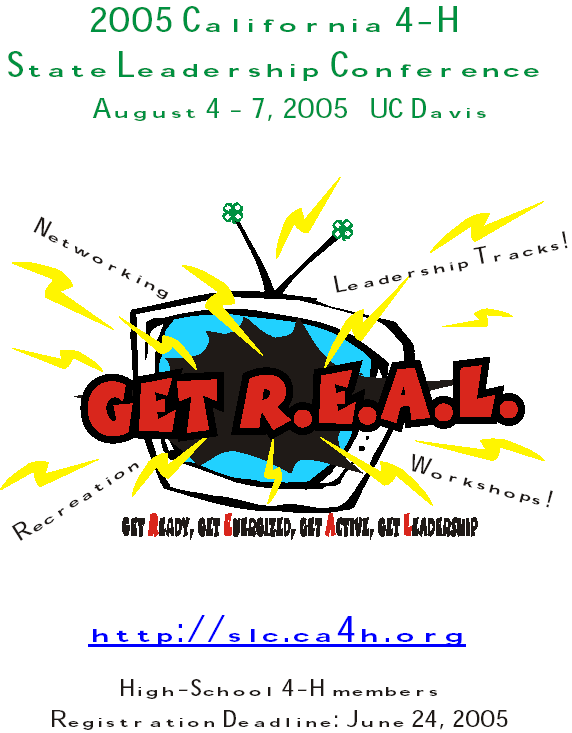 2005 California 4-H
State Leadership Conference
August 4 - 7, 2005 UC Davis
Networking
Leadership Tracks!
GET R.E.A.L.
Recreation
Workshops!
GET READY, GET ENERGIZED, GET ACTIVE, GET LEADERSHIP
http://slc.ca4h.org
High-School 4-H members
Registration Deadline: June 24, 2005